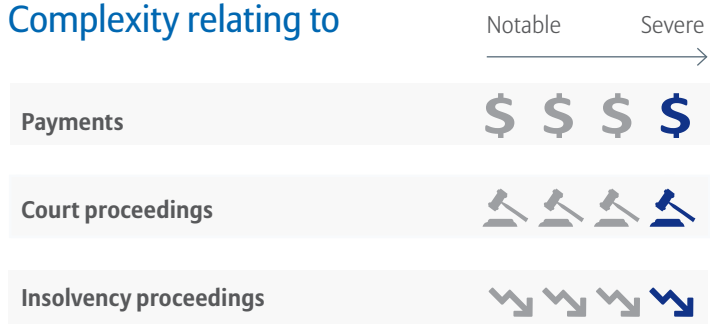 Complexity relating to
Notable Severe
Payments $ $ $ $
Court proceedings
Insolvency proceedings